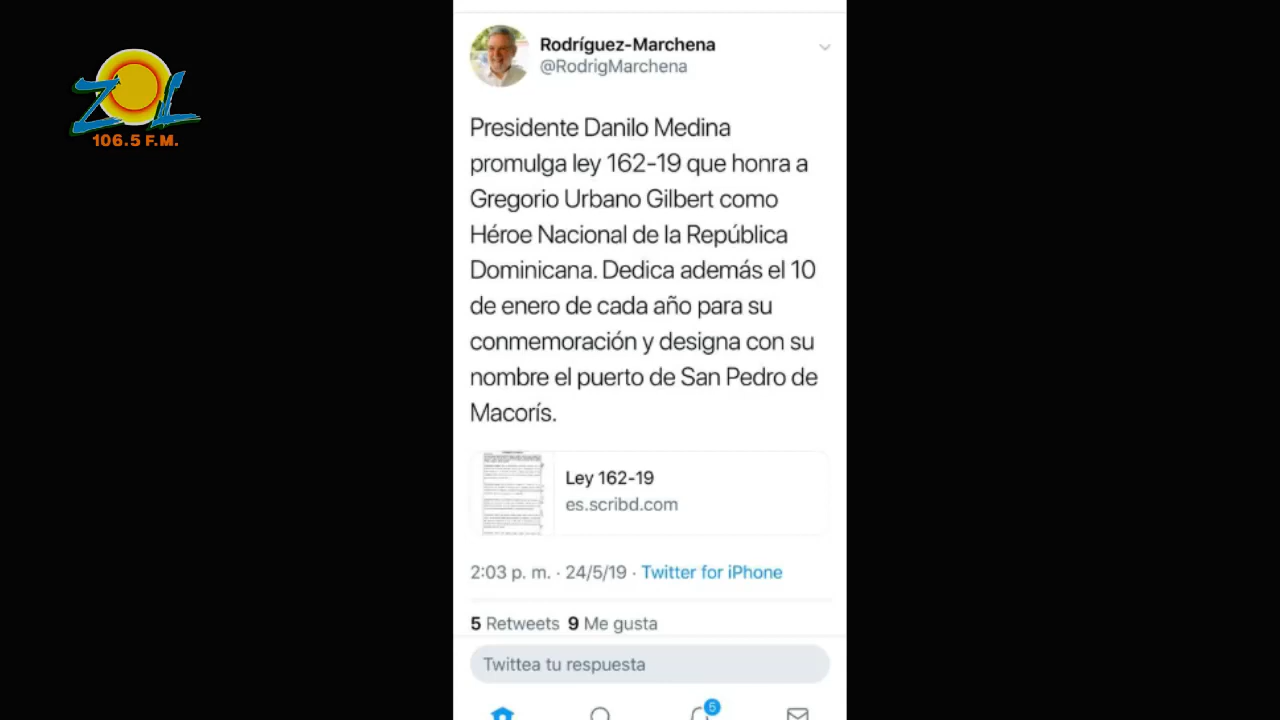 ZOL
106.5 F.M.
Rodríguez-Marchena
@RodrigMarchena
Presidente Danilo Medina
promulga ley 162-19 que honra a
Gregorio Urbano Gilbert como
Héroe Nacional de la República
Dominicana. Dedica además el 10
de enero de cada año para su
conmemoración y designa con su
nombre el puerto de San Pedro de
Macorís.
Ley 162-19
es.scribd.com
2:03 p. m. · 24/5/19 · Twitter for iPhone
5 Retweets 9 Me gusta
Twittea tu respuesta
5